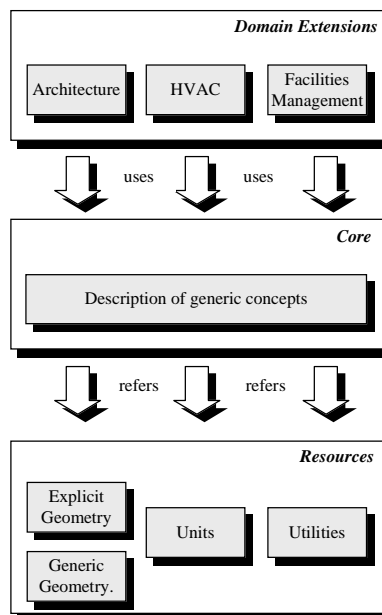 Domain Extensions
Architecture
HVAC
Facilities
Management
uses
uses
Core
Description of generic concepts
refers
refers
Resources
Explicit
Geometry
Units
Utilities
Generic
Geometry.